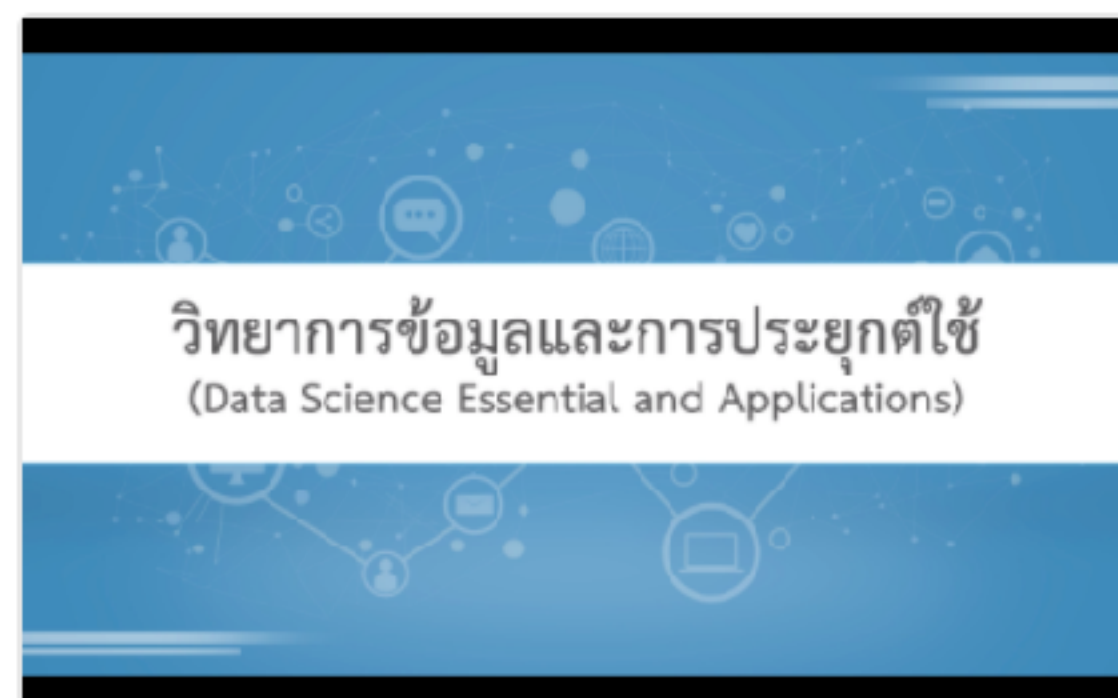 วิทยาการข้อมูลและการประยุกต์ใช้
(Data Science Essential and Applications)